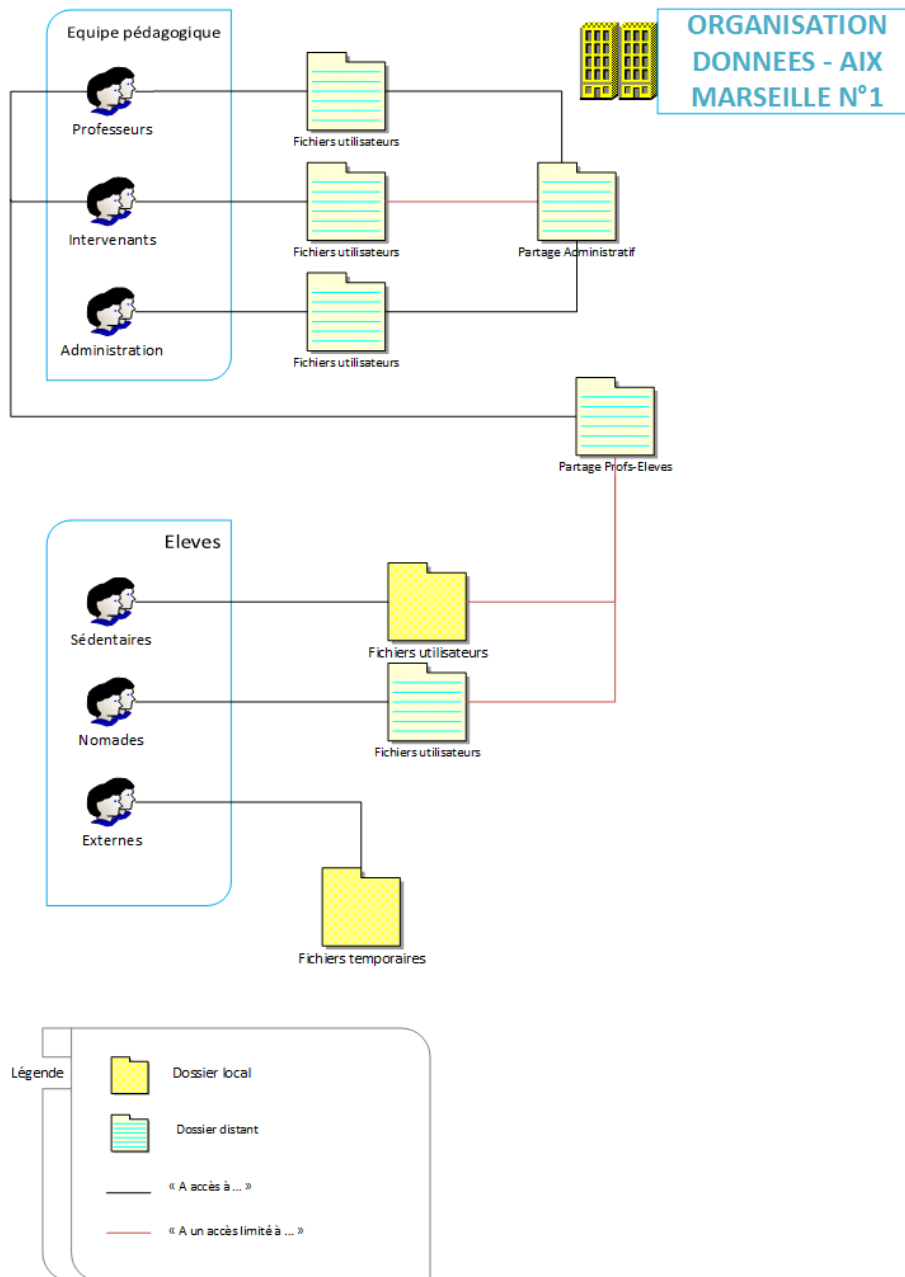 Equipe pédagogique
ORGANISATION
DONNEES - AIX
MARSEILLE N°1
Professeurs
Fichiers utilisateurs
Intervenants
Fichiers utilisateurs
Partage Administratif
Administration
Fichiers utilisateurs
Partage Profs-Eleves
Eleves
Sédentaires
Fichiers utilisateurs
Nomades
Fichiers utilisateurs
Externes
Fichiers temporaires
Légende
Dossier local
Dossier distant
« A accès à ... »
« A un accès limité à ... »